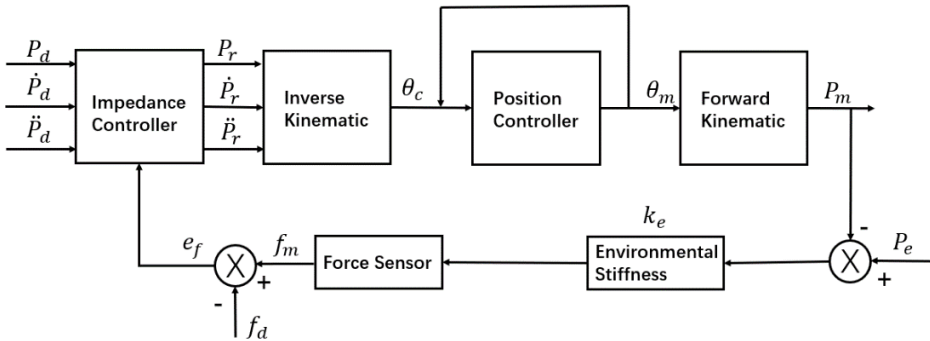 P_d
Ṗ_d
P̈_d
Impedance
Controller
P_r
Ṗ_r
P̈_r
Inverse
Kinematic
θ_c
Position
Controller
θ_m
Forward
Kinematic
P_m
-
P_e
+
k_e
Environmental
Stiffness
Force Sensor
f_m
+
e_f
-
f_d